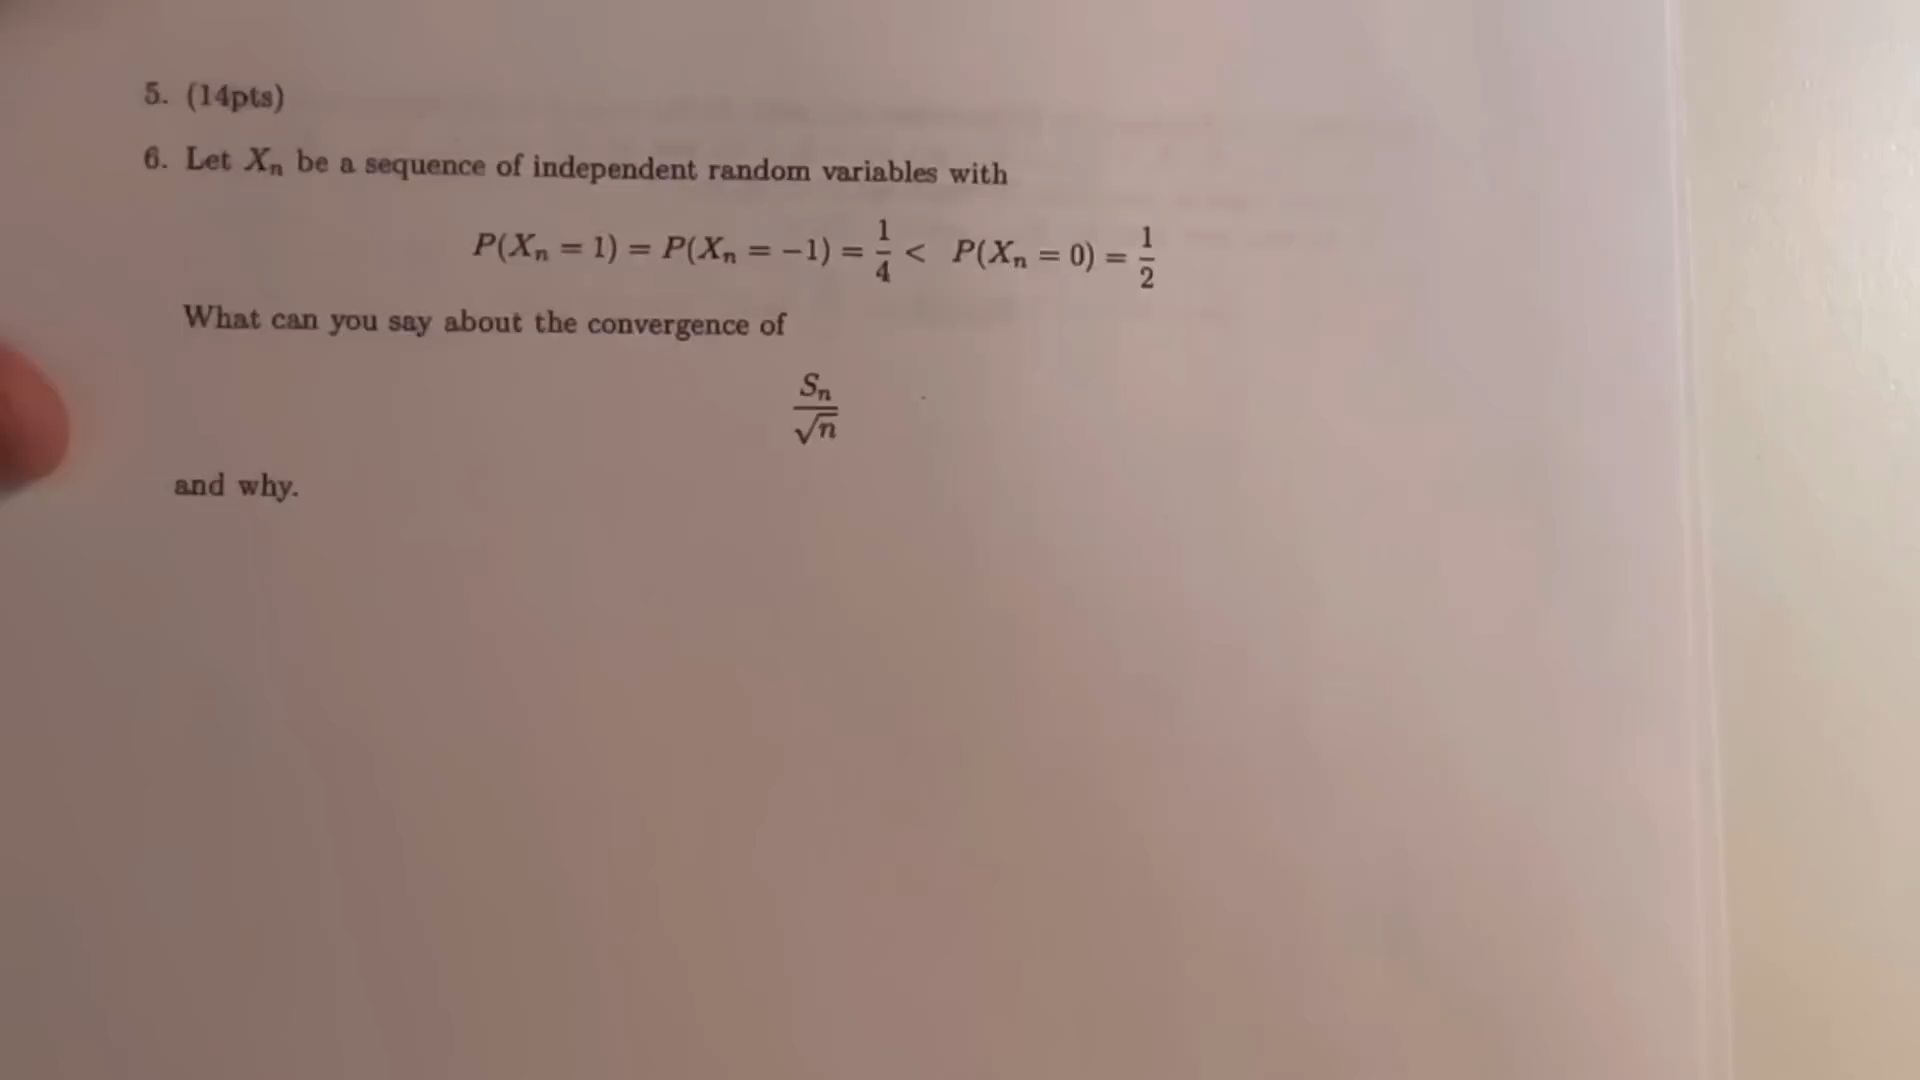 5. (14pts)
6. Let Xn be a sequence of independent random variables with
P(Xn = 1) = P(Xn = −1) = 1/4 < P(Xn = 0) = 1/2
What can you say about the convergence of
Sn/√n
and why.